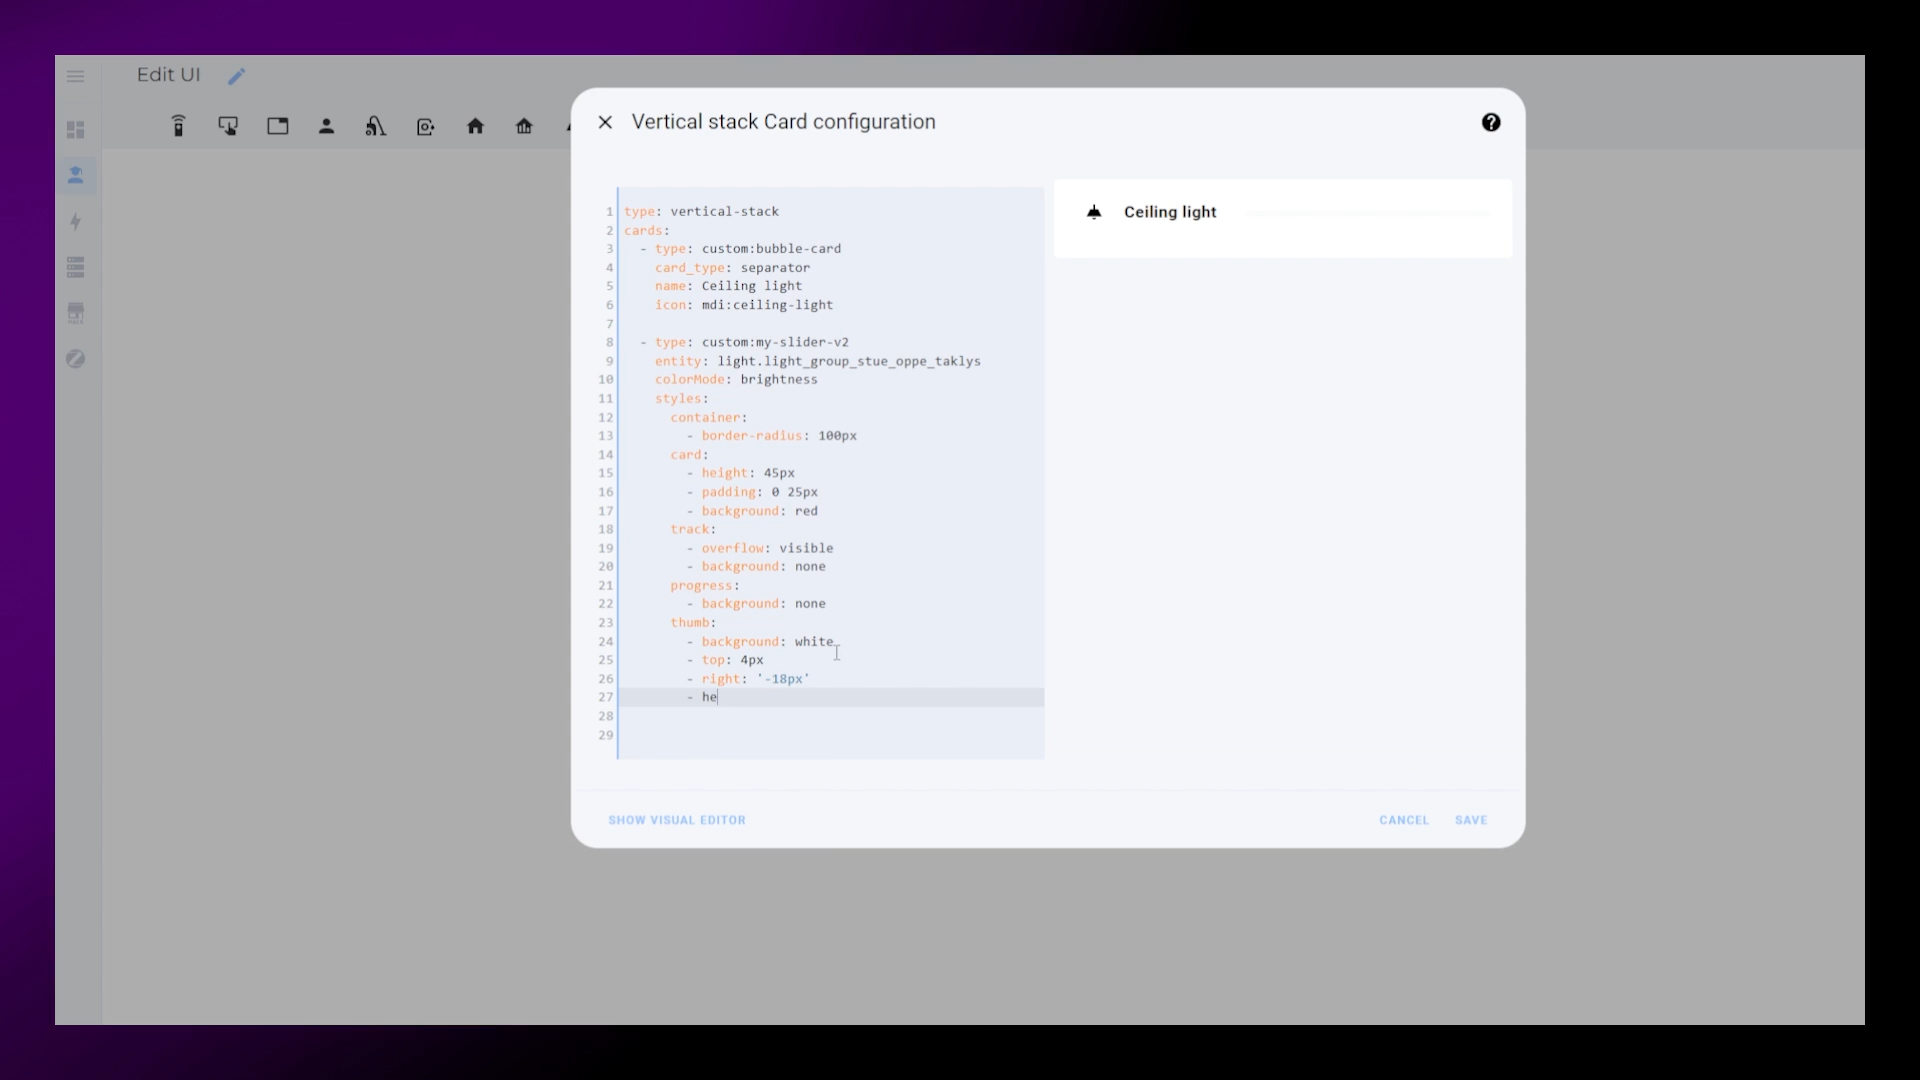 Edit UI
Vertical stack Card configuration
1 type: vertical-stack
2 cards:
3 - type: custom:bubble-card
4 card_type: separator
5 name: Ceiling light
6 icon: mdi:ceiling-light
7
8 - type: custom:my-slider-v2
9 entity: light.light_group_stue_oppe_taklys
10 colorMode: brightness
11 styles:
12 container:
13 - border-radius: 100px
14 card:
15 - height: 45px
16 - padding: 0 25px
17 - background: red
18 track:
19 - overflow: visible
20 - background: none
21 progress:
22 - background: none
23 thumb:
24 - background: white
25 - top: 4px
26 - right: '-18px'
27 - he
28
29
Ceiling light
SHOW VISUAL EDITOR
CANCEL
SAVE